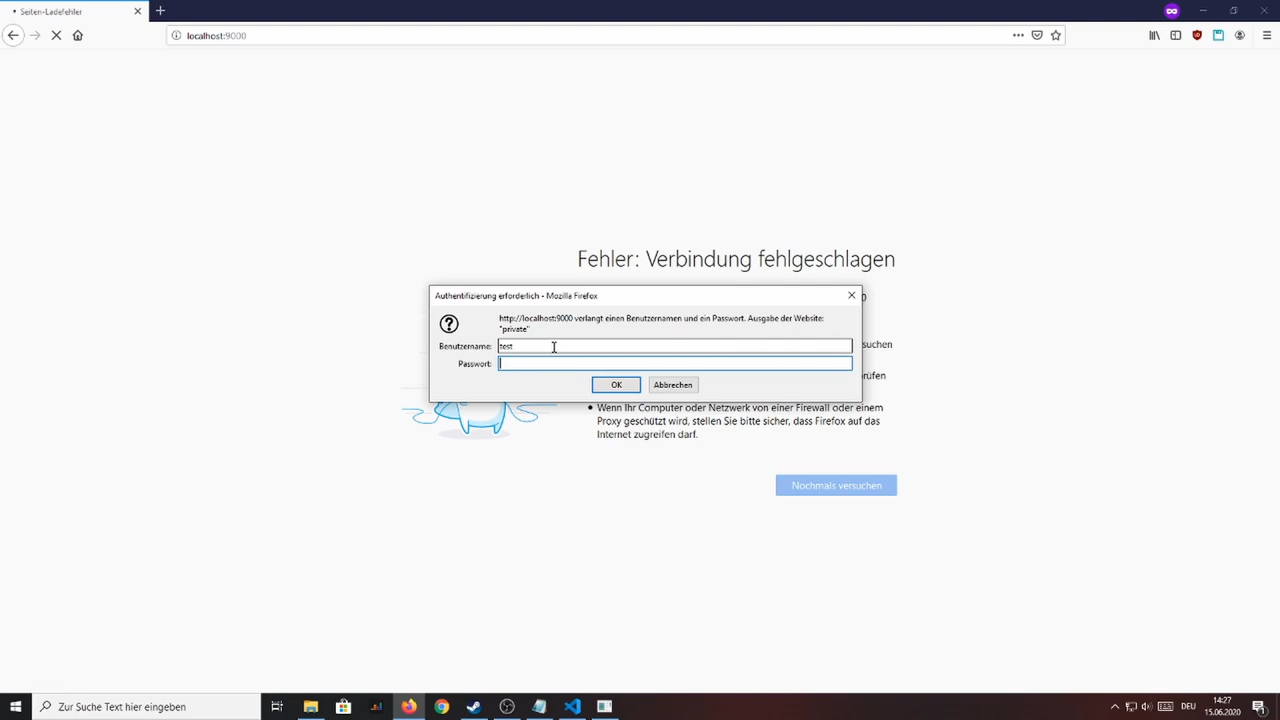 Seiten-Ladefehler
localhost:9000
Fehler: Verbindung fehlgeschlagen
Authentifizierung erforderlich - Mozilla Firefox
http://localhost:9000 verlangt einen Benutzernamen und ein Passwort. Ausgabe der Website:
"private"
Benutzername: test
Passwort:
OK Abbrechen
Wenn Ihr Computer oder Netzwerk von einer Firewall oder einem
Proxy geschützt wird, stellen Sie bitte sicher, dass Firefox auf das
Internet zugreifen darf.
Nochmals versuchen
Zur Suche Text hier eingeben
DEU
14:27
15.06.2020